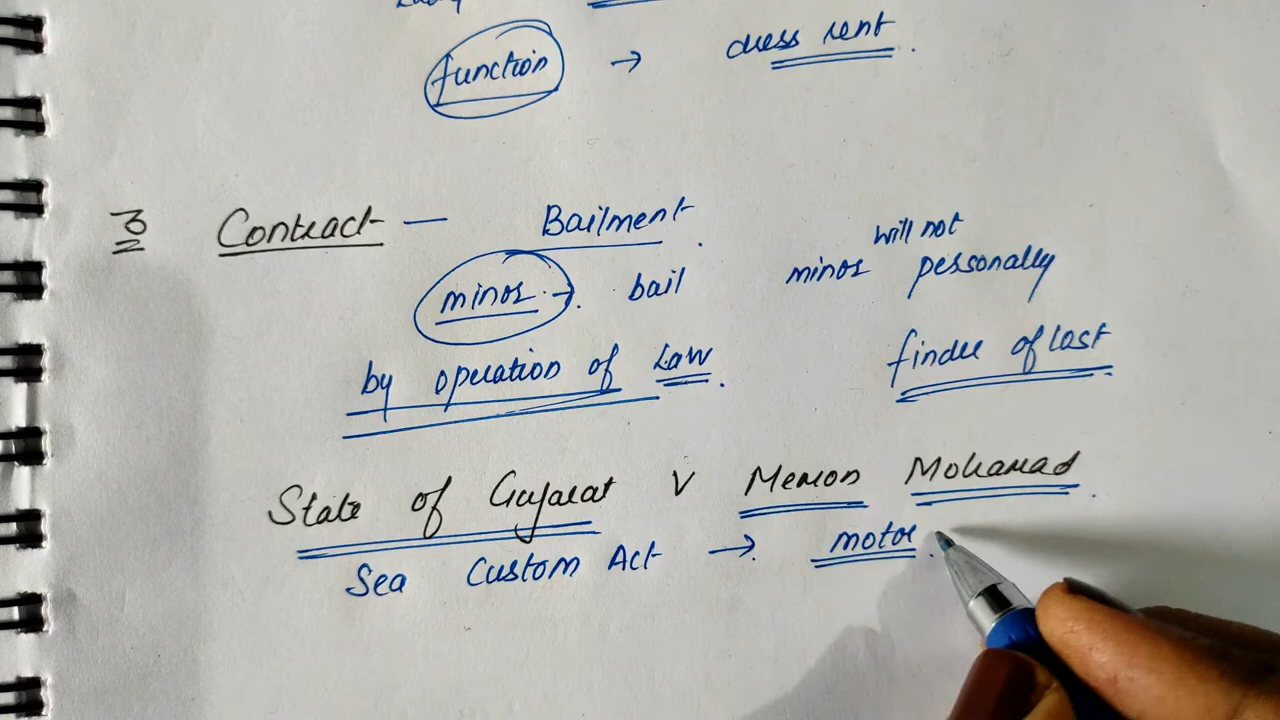 function → dress rent.
3 Contract — Bailment.
will not
minor → bail minor personally
by operation of Law. finder of lost
State of Gujarat V Memon Mohamad.
Sea Custom Act → motor.